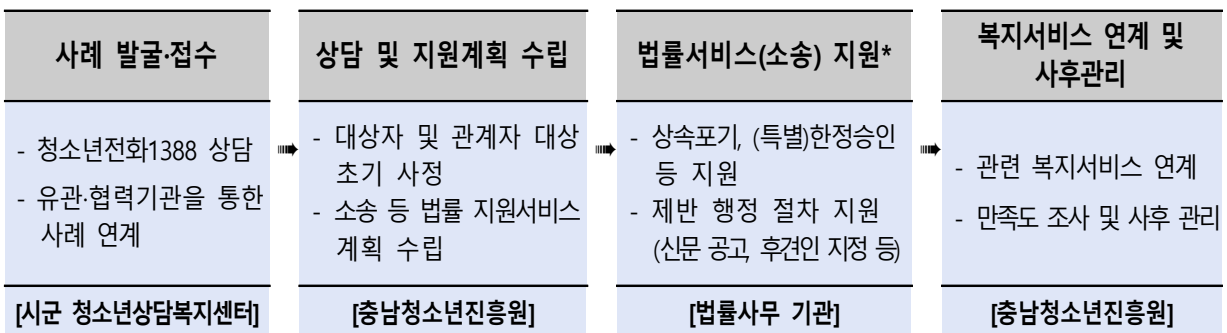 사례 발굴·접수
- 청소년전화1388 상담
- 유관·협력기관을 통한
사례 연계
[시군 청소년상담복지센터]
상담 및 지원계획 수립
- 대상자 및 관계자 대상
초기 사정
- 소송 등 법률 지원서비스
계획 수립
[충남청소년진흥원]
법률서비스(소송) 지원*
- 상속포기, (특별)한정승인
등 지원
- 제반 행정 절차 지원
(신문 공고, 후견인 지정 등)
[법률사무 기관]
복지서비스 연계 및
사후관리
- 관련 복지서비스 연계
- 만족도 조사 및 사후 관리
[충남청소년진흥원]